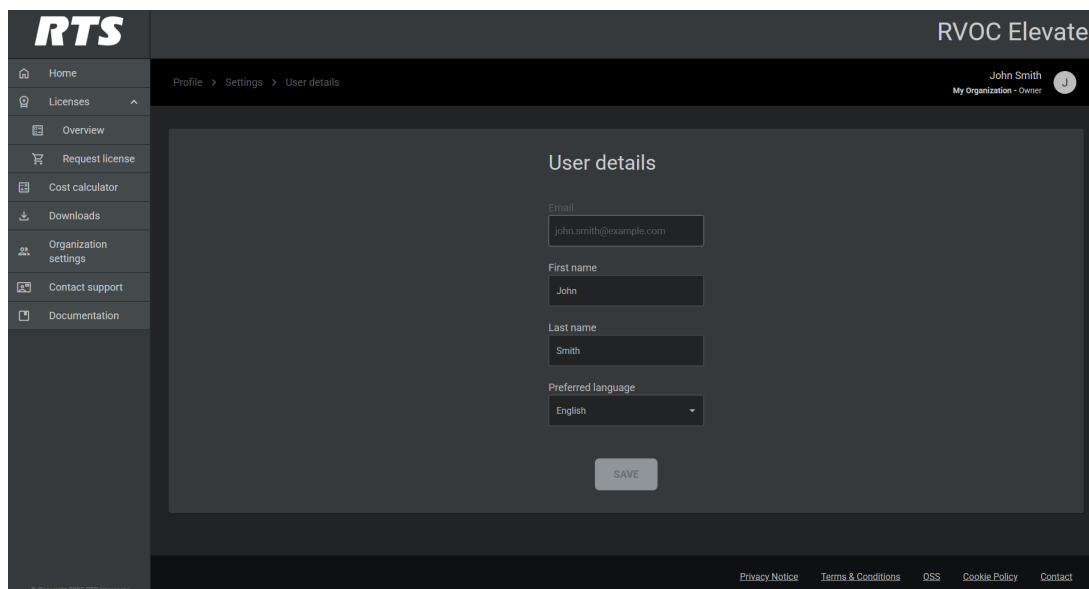 RTS
RVOC Elevate
Home
Licenses
Overview
Request license
Cost calculator
Downloads
Organization
settings
Contact support
Documentation
Profile > Settings > User details
John Smith
My Organization - Owner
J
User details
Email
john.smith@example.com
First name
John
Last name
Smith
Preferred language
English
SAVE
Privacy Notice
Terms & Conditions
OSS
Cookie Policy
Contact